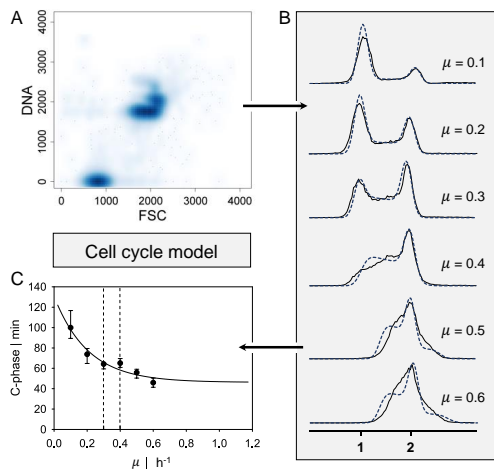 A
DNA
4000
3000
2000
1000
0
0 1000 2000 3000 4000
FSC
B
μ = 0.1
μ = 0.2
μ = 0.3
μ = 0.4
μ = 0.5
μ = 0.6
1 2
Cell cycle model
C
C-phase | min
140
120
100
80
60
40
20
0
0.0 0.2 0.4 0.6 0.8 1.0 1.2
μ | h⁻¹